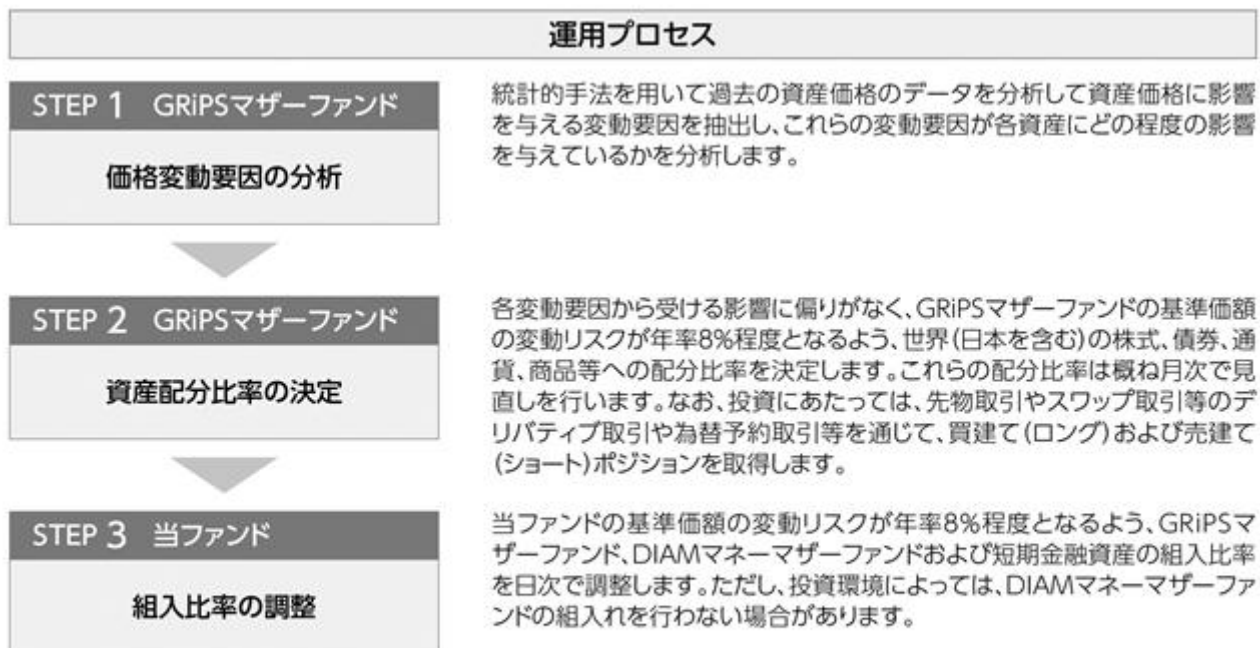 運用プロセス
STEP 1 GRiPSマザーファンド
価格変動要因の分析
統計的手法を用いて過去の資産価格のデータを分析して資産価格に影響
を与える変動要因を抽出し、これらの変動要因が各資産にどの程度の影響
を与えているかを分析します。
STEP 2 GRiPSマザーファンド
資産配分比率の決定
各変動要因から受ける影響に偏りがなく、GRiPSマザーファンドの基準価額
の変動リスクが年率8%程度となるよう、世界(日本を含む)の株式、債券、通
貨、商品等への配分比率を決定します。これらの配分比率は概ね月次で見
直しを行います。なお、投資にあたっては、先物取引やスワップ取引等のデ
リバティブ取引や為替予約取引等を通じて、買建て(ロング)および売建て
(ショート)ポジションを取得します。
STEP 3 当ファンド
組入比率の調整
当ファンドの基準価額の変動リスクが年率8%程度となるよう、GRiPSマ
ザーファンド、DIAMマネーマザーファンドおよび短期金融資産の組入比率
を日次で調整します。ただし、投資環境によっては、DIAMマネーマザーファ
ンドの組入れを行わない場合があります。